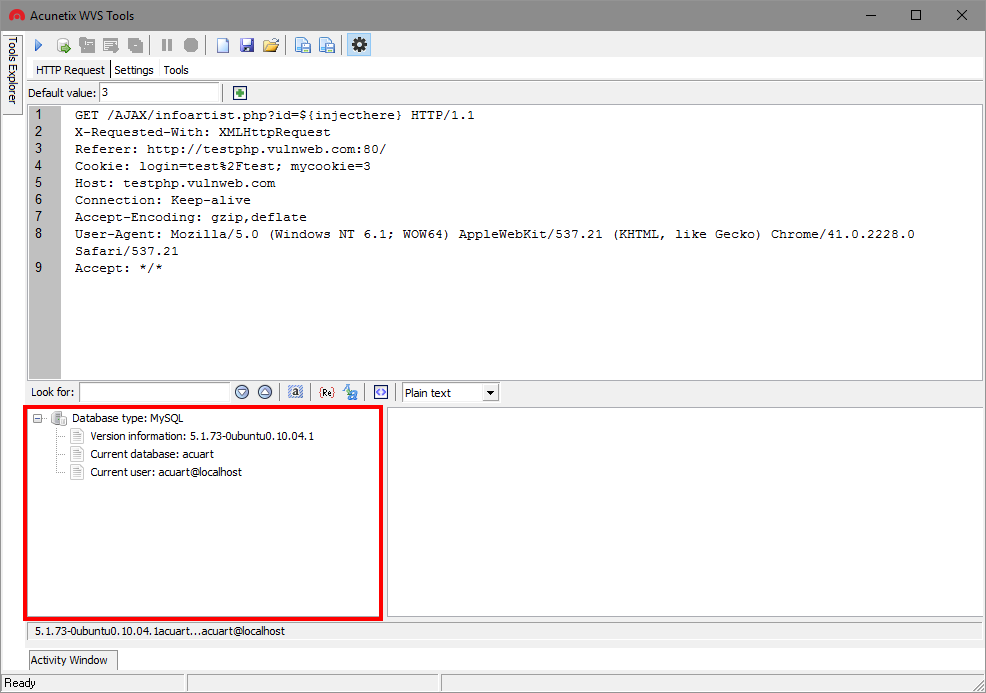 Acunetix WVS Tools
Tools Explorer
HTTP Request Settings Tools
Default value: 3
1 GET /AJAX/infoartist.php?id=${injecthere} HTTP/1.1
2 X-Requested-With: XMLHttpRequest
3 Referer: http://testphp.vulnweb.com:80/
4 Cookie: login=test%2Ftest; mycookie=3
5 Host: testphp.vulnweb.com
6 Connection: Keep-alive
7 Accept-Encoding: gzip,deflate
8 User-Agent: Mozilla/5.0 (Windows NT 6.1; WOW64) AppleWebKit/537.21 (KHTML, like Gecko) Chrome/41.0.2228.0
Safari/537.21
9 Accept: */*
Look for: a {Re} Plain text
Database type: MySQL
Version information: 5.1.73-0ubuntu0.10.04.1
Current database: acuart
Current user: acuart@localhost
5.1.73-0ubuntu0.10.04.1acuart...acuart@localhost
Activity Window
Ready